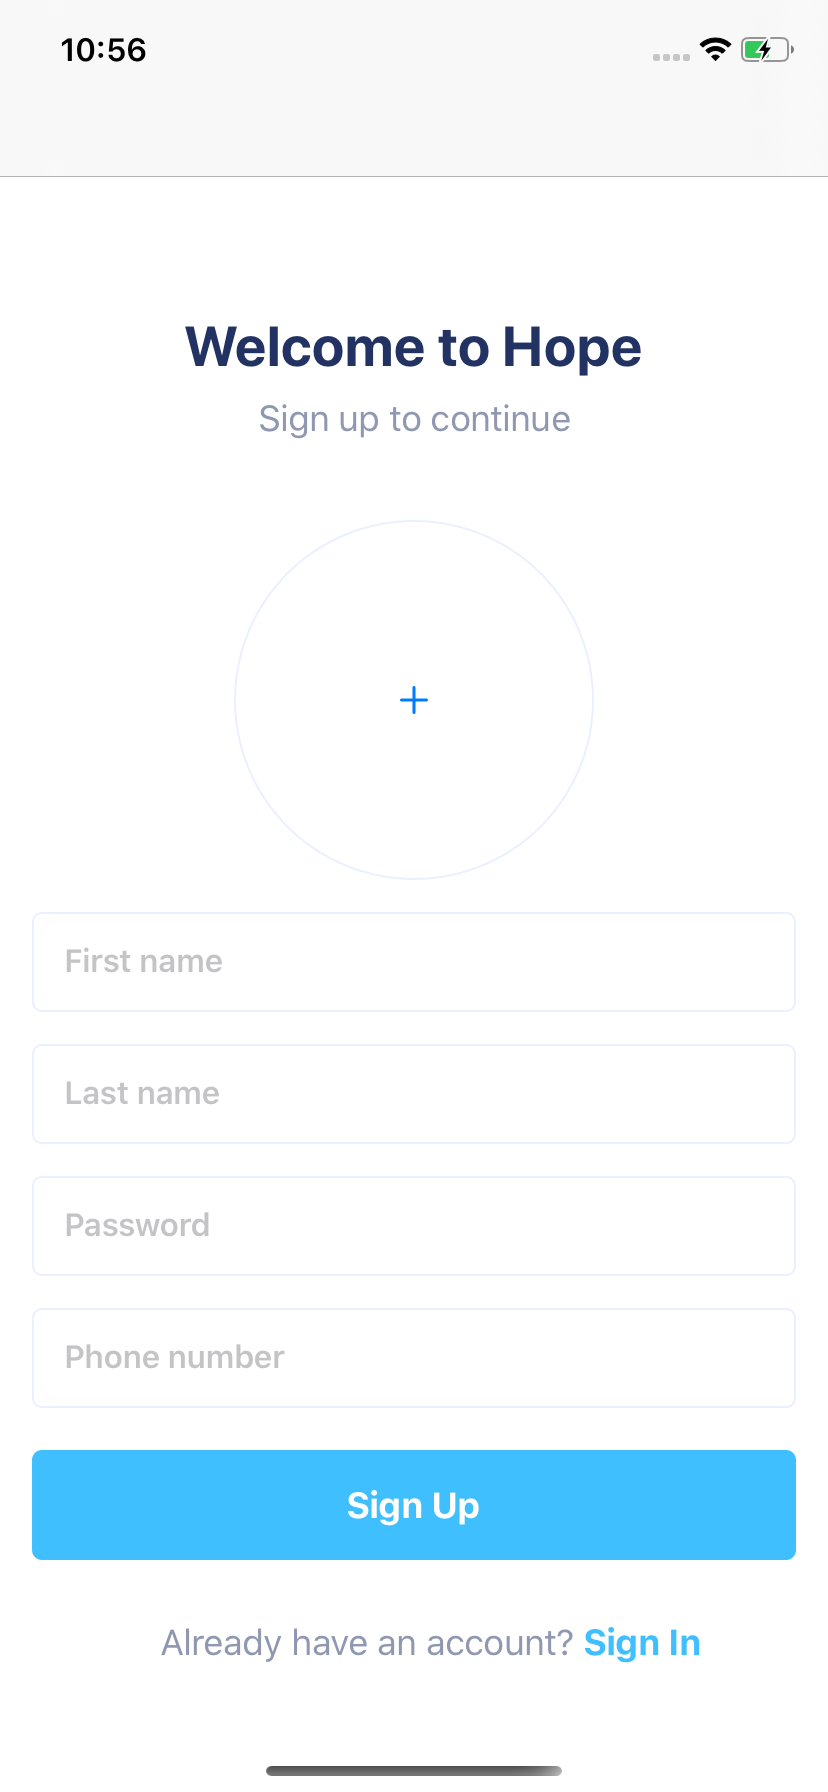 10:56
Welcome to Hope
Sign up to continue
First name
Last name
Password
Phone number
Sign Up
Already have an account? Sign In